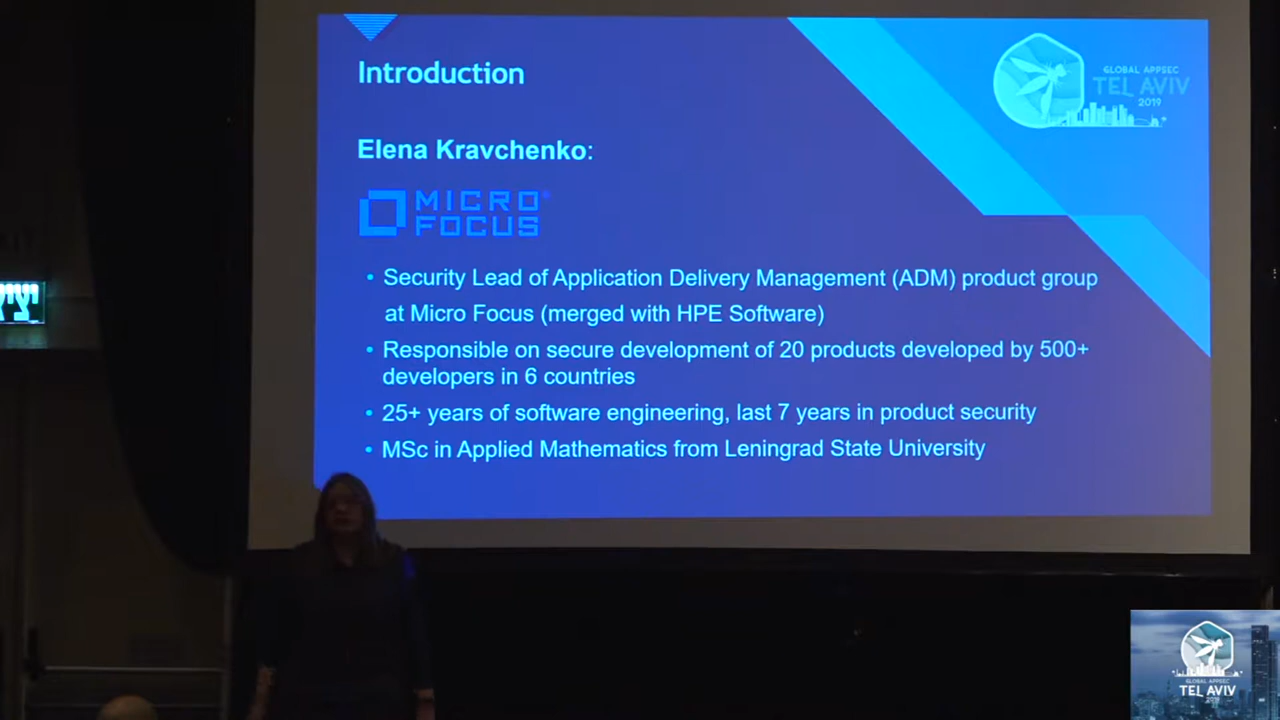 Introduction
GLOBAL APPSEC
TEL AVIV
2019
Elena Kravchenko:
MICRO
FOCUS
• Security Lead of Application Delivery Management (ADM) product group
at Micro Focus (merged with HPE Software)
• Responsible on secure development of 20 products developed by 500+
developers in 6 countries
• 25+ years of software engineering, last 7 years in product security
• MSc in Applied Mathematics from Leningrad State University
GLOBAL APPSEC
TEL AVIV
2019